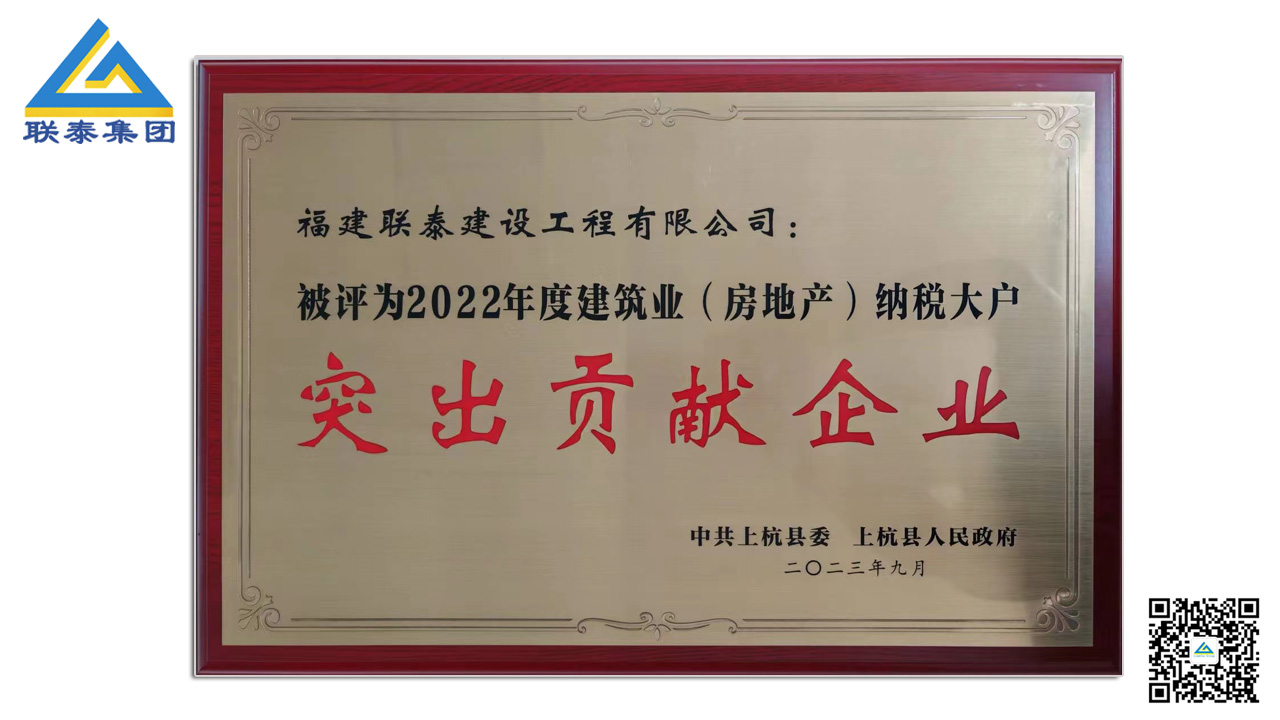 联泰集团
福建联泰建设工程有限公司：
被评为2022年度建筑业（房地产）纳税大户
突出贡献企业
中共上杭县委 上杭县人民政府
二〇二三年九月